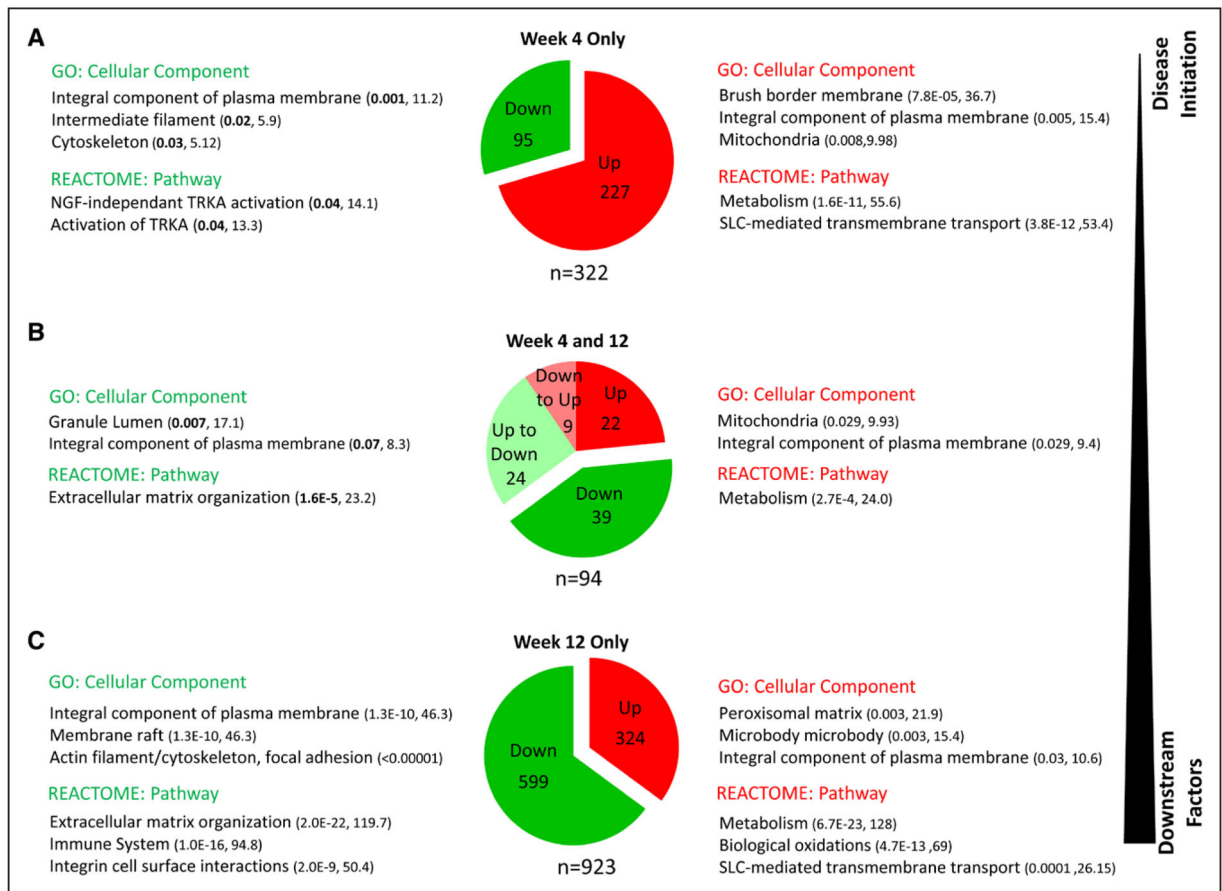 A
Week 4 Only
GO: Cellular Component
Integral component of plasma membrane (0.001, 11.2)
Intermediate filament (0.02, 5.9)
Cytoskeleton (0.03, 5.12)
REACTOME: Pathway
NGF-independant TRKA activation (0.04, 14.1)
Activation of TRKA (0.04, 13.3)
Down
95
Up
227
n=322
GO: Cellular Component
Brush border membrane (7.8E-05, 36.7)
Integral component of plasma membrane (0.005, 15.4)
Mitochondria (0.008,9.98)
REACTOME: Pathway
Metabolism (1.6E-11, 55.6)
SLC-mediated transmembrane transport (3.8E-12 ,53.4)
Disease
Initiation
B
Week 4 and 12
GO: Cellular Component
Granule Lumen (0.007, 17.1)
Integral component of plasma membrane (0.07, 8.3)
REACTOME: Pathway
Extracellular matrix organization (1.6E-5, 23.2)
Down
to Up
9
Up
22
Up to
Down
24
Down
39
n=94
GO: Cellular Component
Mitochondria (0.029, 9.93)
Integral component of plasma membrane (0.029, 9.4)
REACTOME: Pathway
Metabolism (2.7E-4, 24.0)
C
Week 12 Only
GO: Cellular Component
Integral component of plasma membrane (1.3E-10, 46.3)
Membrane raft (1.3E-10, 46.3)
Actin filament/cytoskeleton, focal adhesion (<0.00001)
REACTOME: Pathway
Extracellular matrix organization (2.0E-22, 119.7)
Immune System (1.0E-16, 94.8)
Integrin cell surface interactions (2.0E-9, 50.4)
Up
324
Down
599
n=923
GO: Cellular Component
Peroxisomal matrix (0.003, 21.9)
Microbody microbody (0.003, 15.4)
Integral component of plasma membrane (0.03, 10.6)
REACTOME: Pathway
Metabolism (6.7E-23, 128)
Biological oxidations (4.7E-13 ,69)
SLC-mediated transmembrane transport (0.0001 ,26.15)
Downstream
Factors